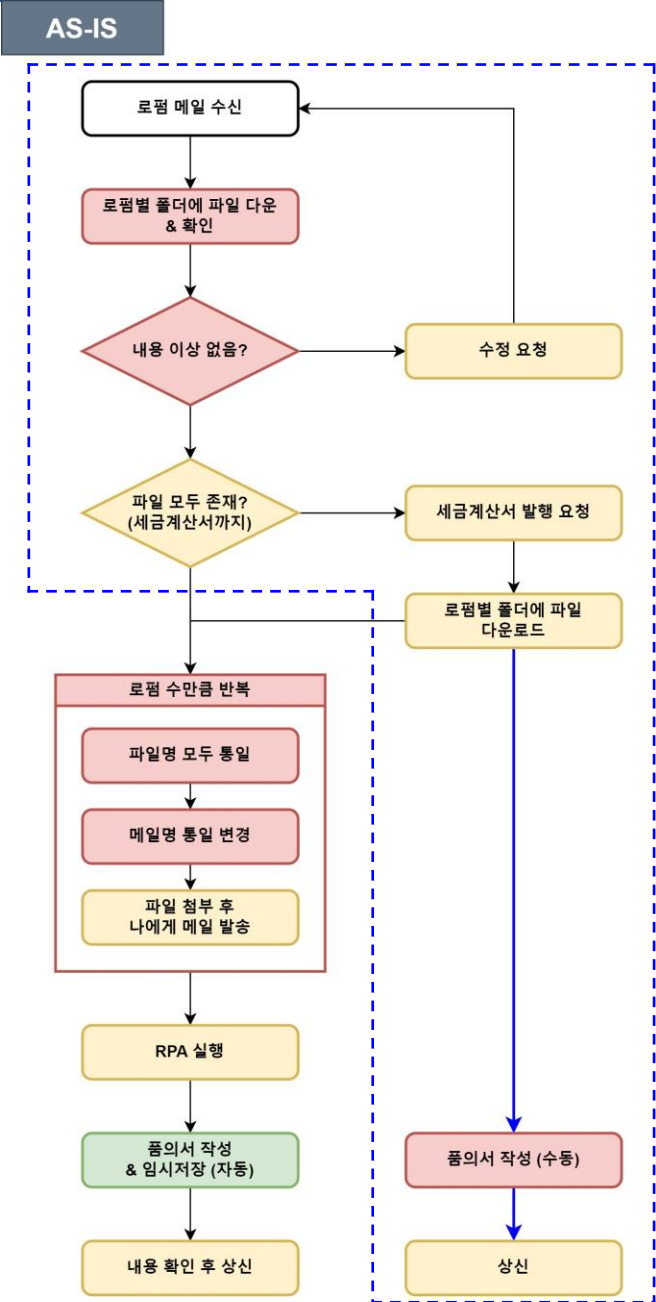 AS-IS
로펌 메일 수신
로펌별 폴더에 파일 다운
& 확인
내용 이상 없음?
수정 요청
파일 모두 존재?
(세금계산서까지)
세금계산서 발행 요청
로펌별 폴더에 파일
다운로드
로펌 수만큼 반복
파일명 모두 통일
메일명 통일 변경
파일 첨부 후
나에게 메일 발송
RPA 실행
품의서 작성
& 임시저장 (자동)
품의서 작성 (수동)
내용 확인 후 상신
상신